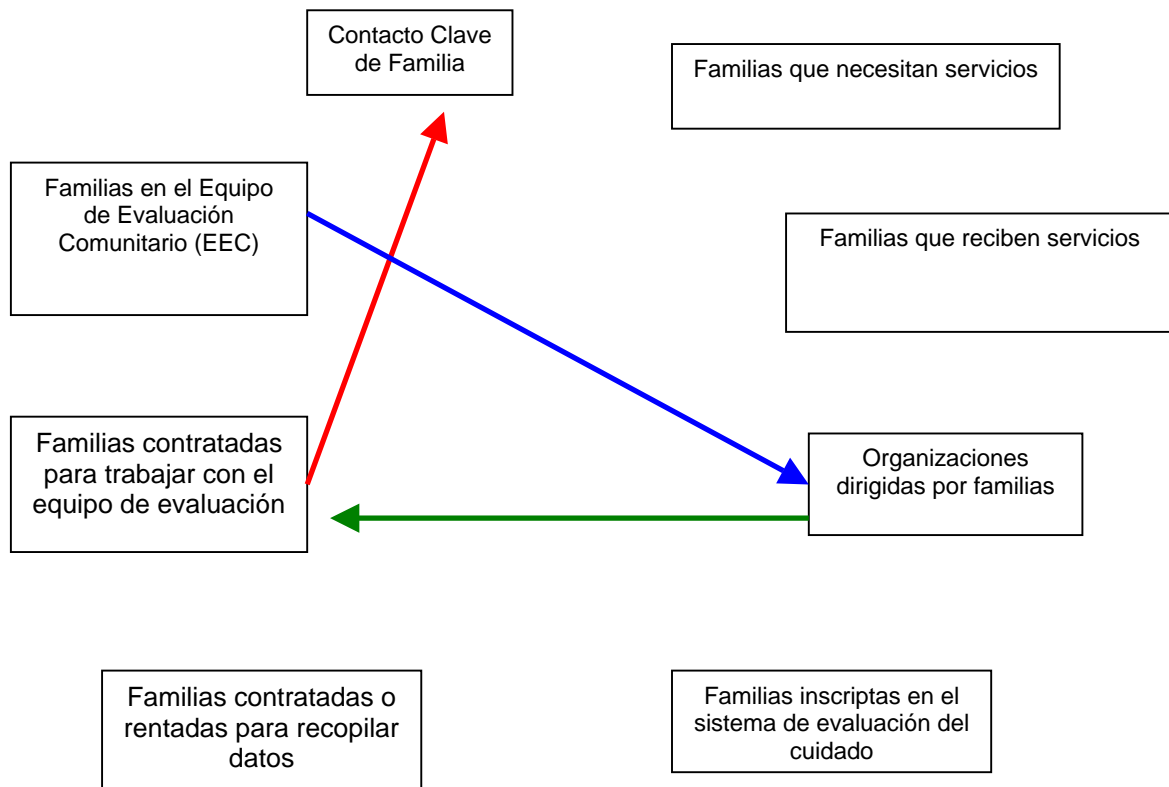 Contacto Clave
de Familia
Familias que necesitan servicios
Familias en el Equipo
de Evaluación
Comunitario (EEC)
Familias que reciben servicios
Familias contratadas
para trabajar con el
equipo de evaluación
Organizaciones
dirigidas por familias
Familias contratadas o
rentadas para recopilar
datos
Familias inscriptas en el
sistema de evaluación del
cuidado